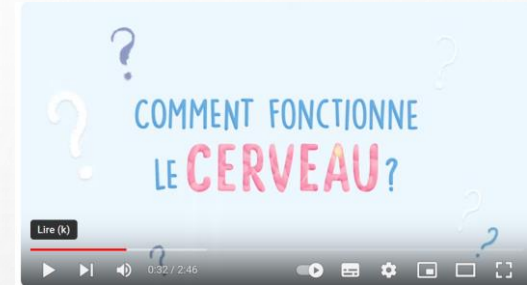 COMMENT FONCTIONNE
LE CERVEAU ?
Lire (k)
0:32 / 2:46